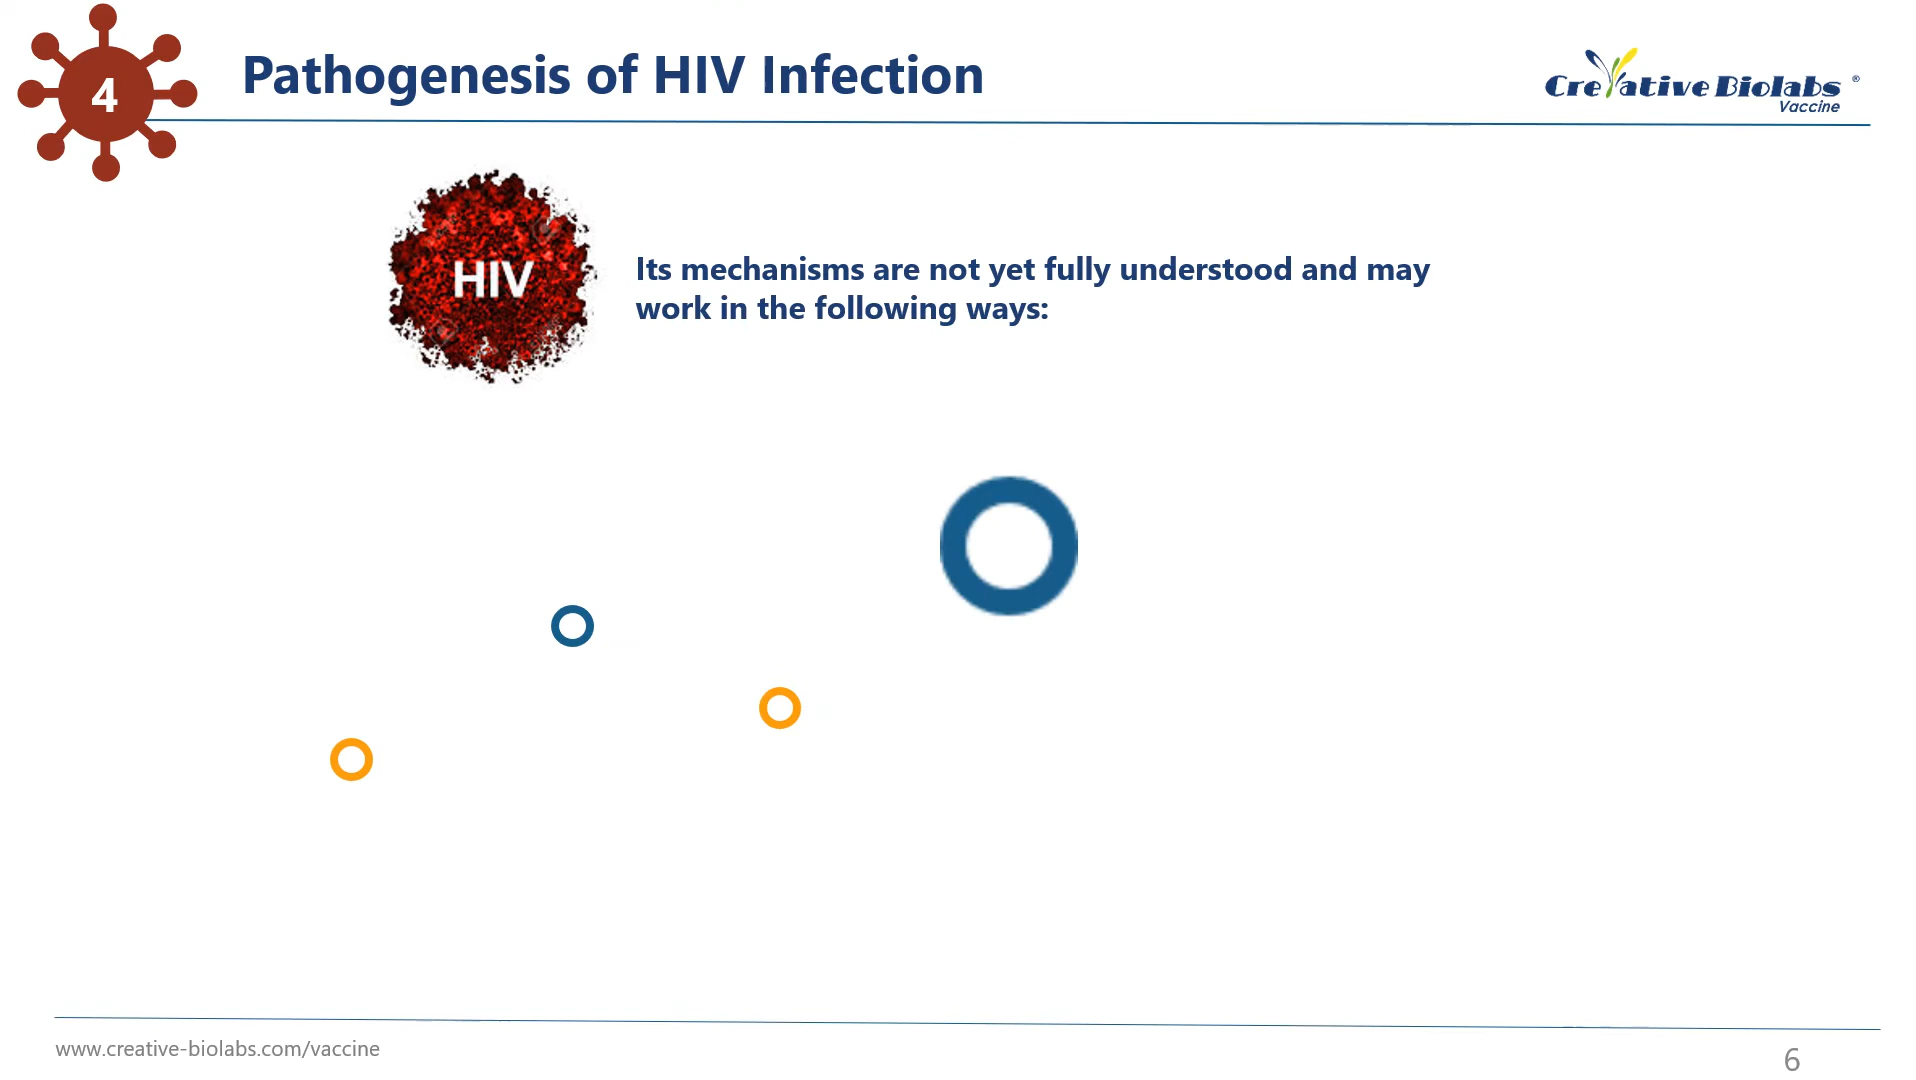 4
Pathogenesis of HIV Infection
Creative Biolabs ®
Vaccine
HIV
Its mechanisms are not yet fully understood and may
work in the following ways:
www.creative-biolabs.com/vaccine
6